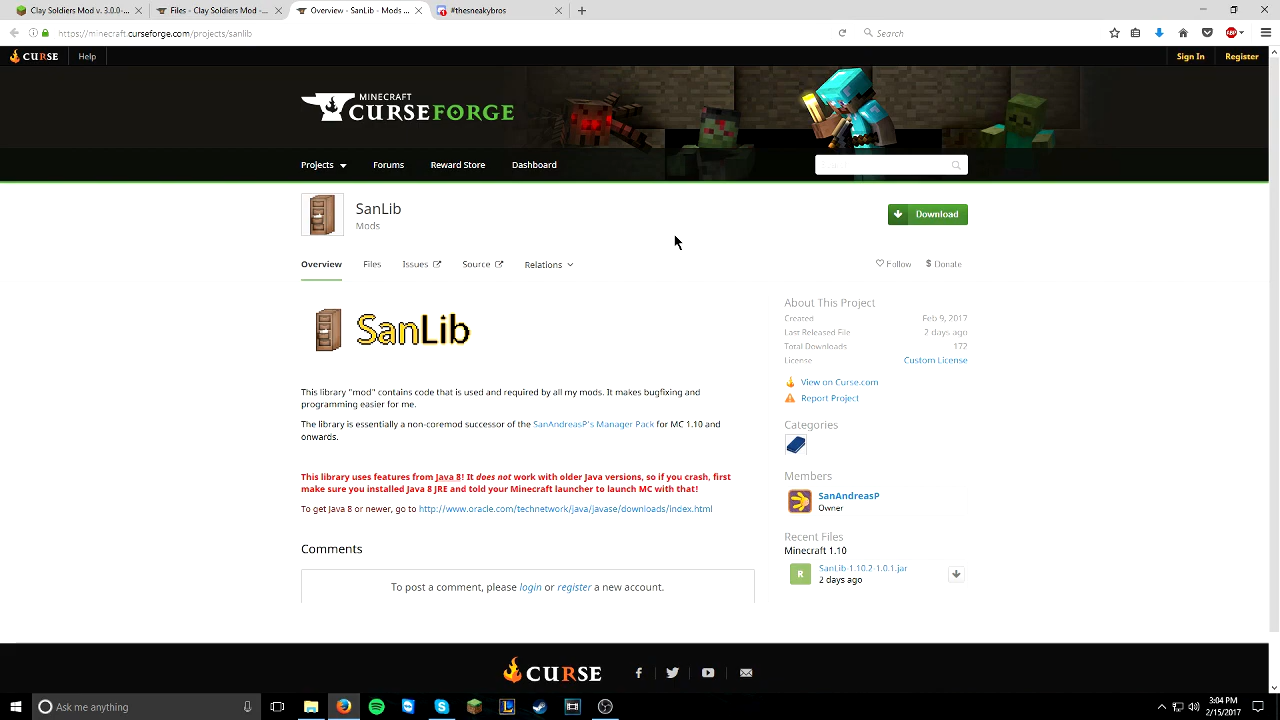 Clay Soldiers Mod v. 3.0.0-...
Files - Clay Soldiers Mod ...
SanLib - Mods ...
#thesneaybros
https://minecraft.curseforge.com/projects/sanlib
Search
ABP
CURSE
Help
Sign In
Register
MINECRAFT
CURSEFORGE
Projects
Forums
Reward Store
Dashboard
SanLib
Mods
Download
Overview
Files
Issues
Source
Relations
Follow
Donate
SanLib
This library "mod" contains code that is used and required by all my mods. It makes bugfixing and
programming easier for me.
The library is essentially a non-coremod successor of the SanAndreasP's Manager Pack for MC 1.10 and
onwards.
This library uses features from Java 8! It does not work with older Java versions, so if you crash, first
make sure you installed Java 8 JRE and told your Minecraft launcher to launch MC with that!
To get Java 8 or newer, go to http://www.oracle.com/technetwork/java/javase/downloads/index.html
Comments
To post a comment, please login or register a new account.
About This Project
Created Feb 9, 2017
Last Released File 2 days ago
Total Downloads 172
License Custom License
View on Curse.com
Report Project
Categories
Members
SanAndreasP
Owner
Recent Files
Minecraft 1.10
R
SanLib-1.10.2-1.0.1.jar
2 days ago
CURSE
Ask me anything
3:04 PM
2/15/2017